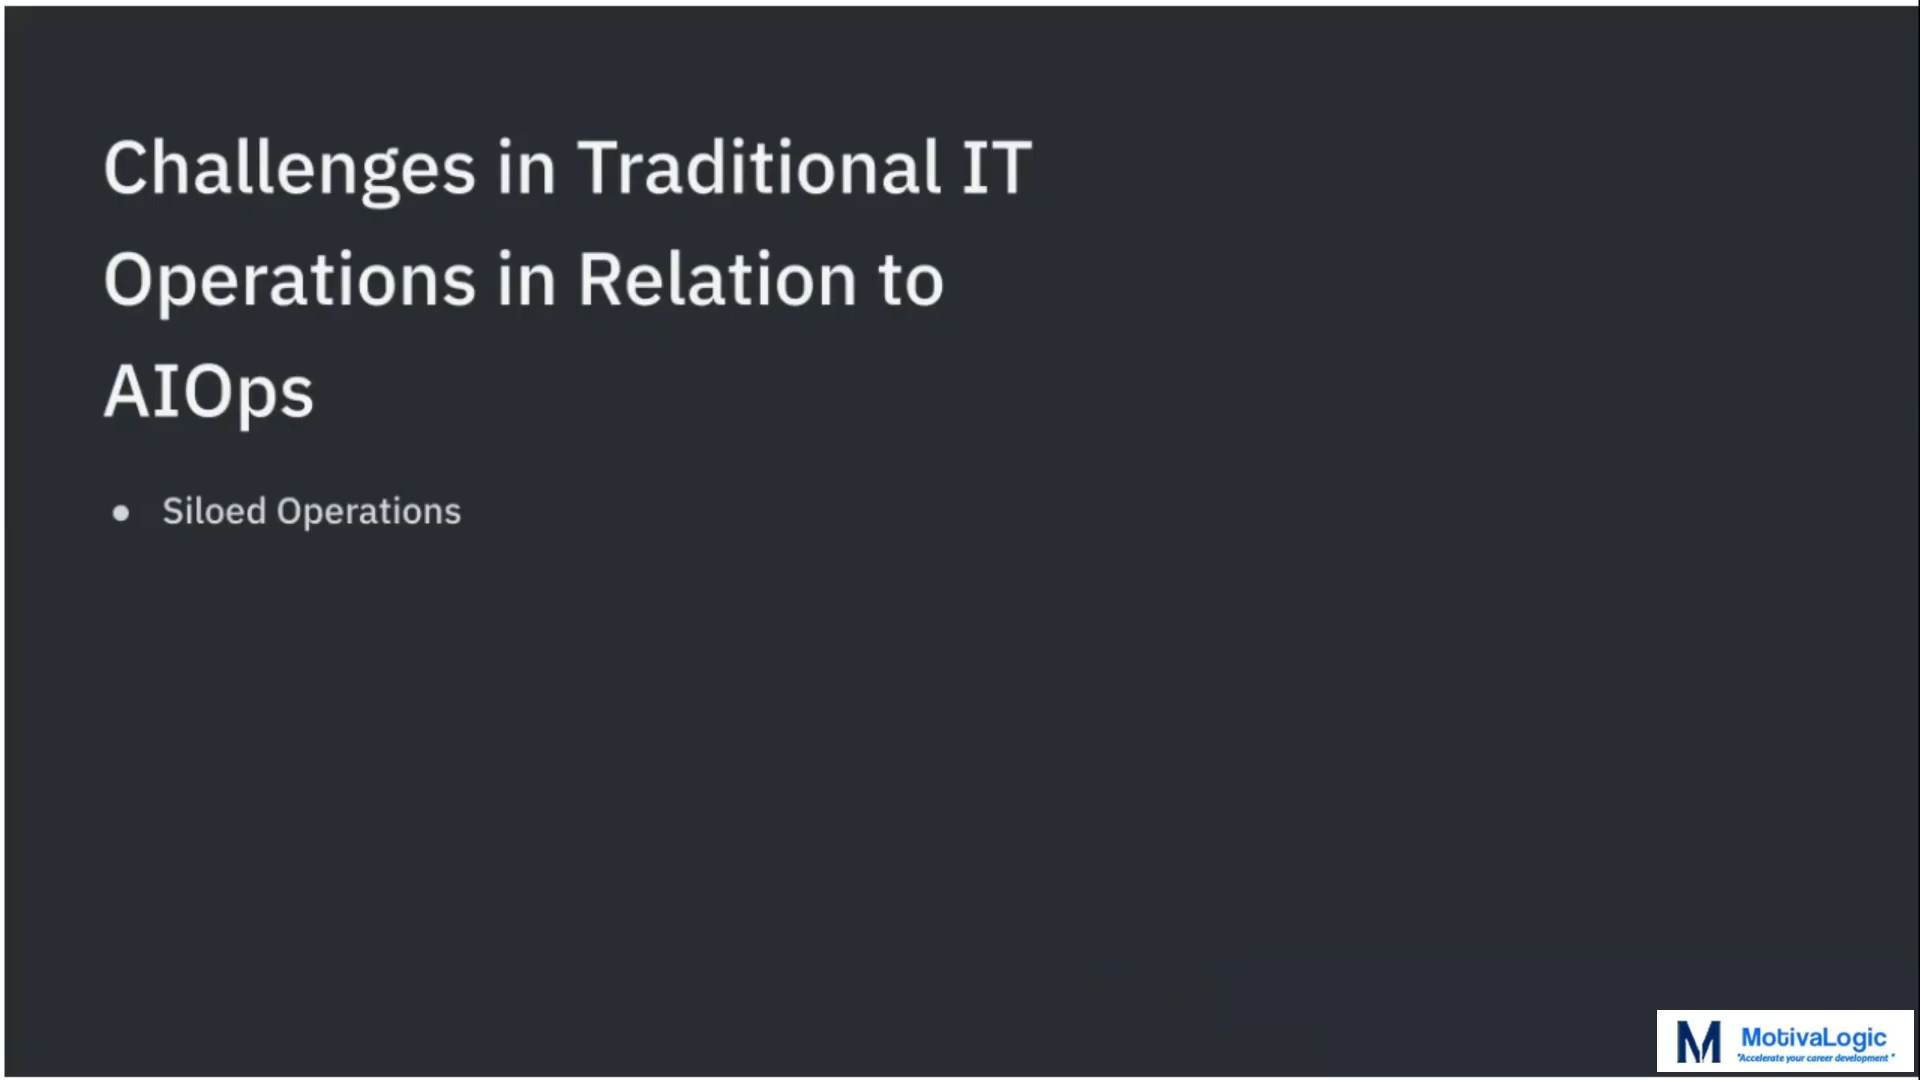 Challenges in Traditional IT
Operations in Relation to
AIOps
● Siloed Operations
M MotivaLogic
"Accelerate your career development "